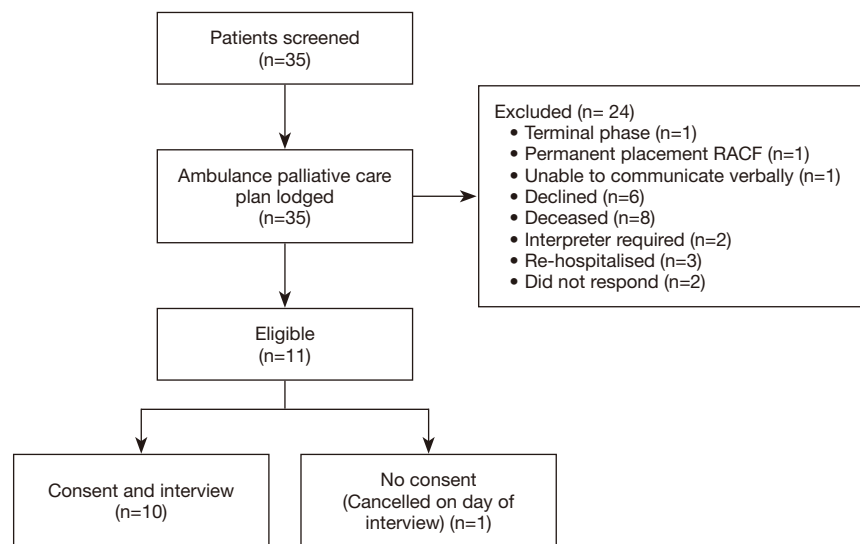 Patients screened
(n=35)
Ambulance palliative care
plan lodged
(n=35)
Excluded (n= 24)
• Terminal phase (n=1)
• Permanent placement RACF (n=1)
• Unable to communicate verbally (n=1)
• Declined (n=6)
• Deceased (n=8)
• Interpreter required (n=2)
• Re-hospitalised (n=3)
• Did not respond (n=2)
Eligible
(n=11)
Consent and interview
(n=10)
No consent
(Cancelled on day of
interview) (n=1)